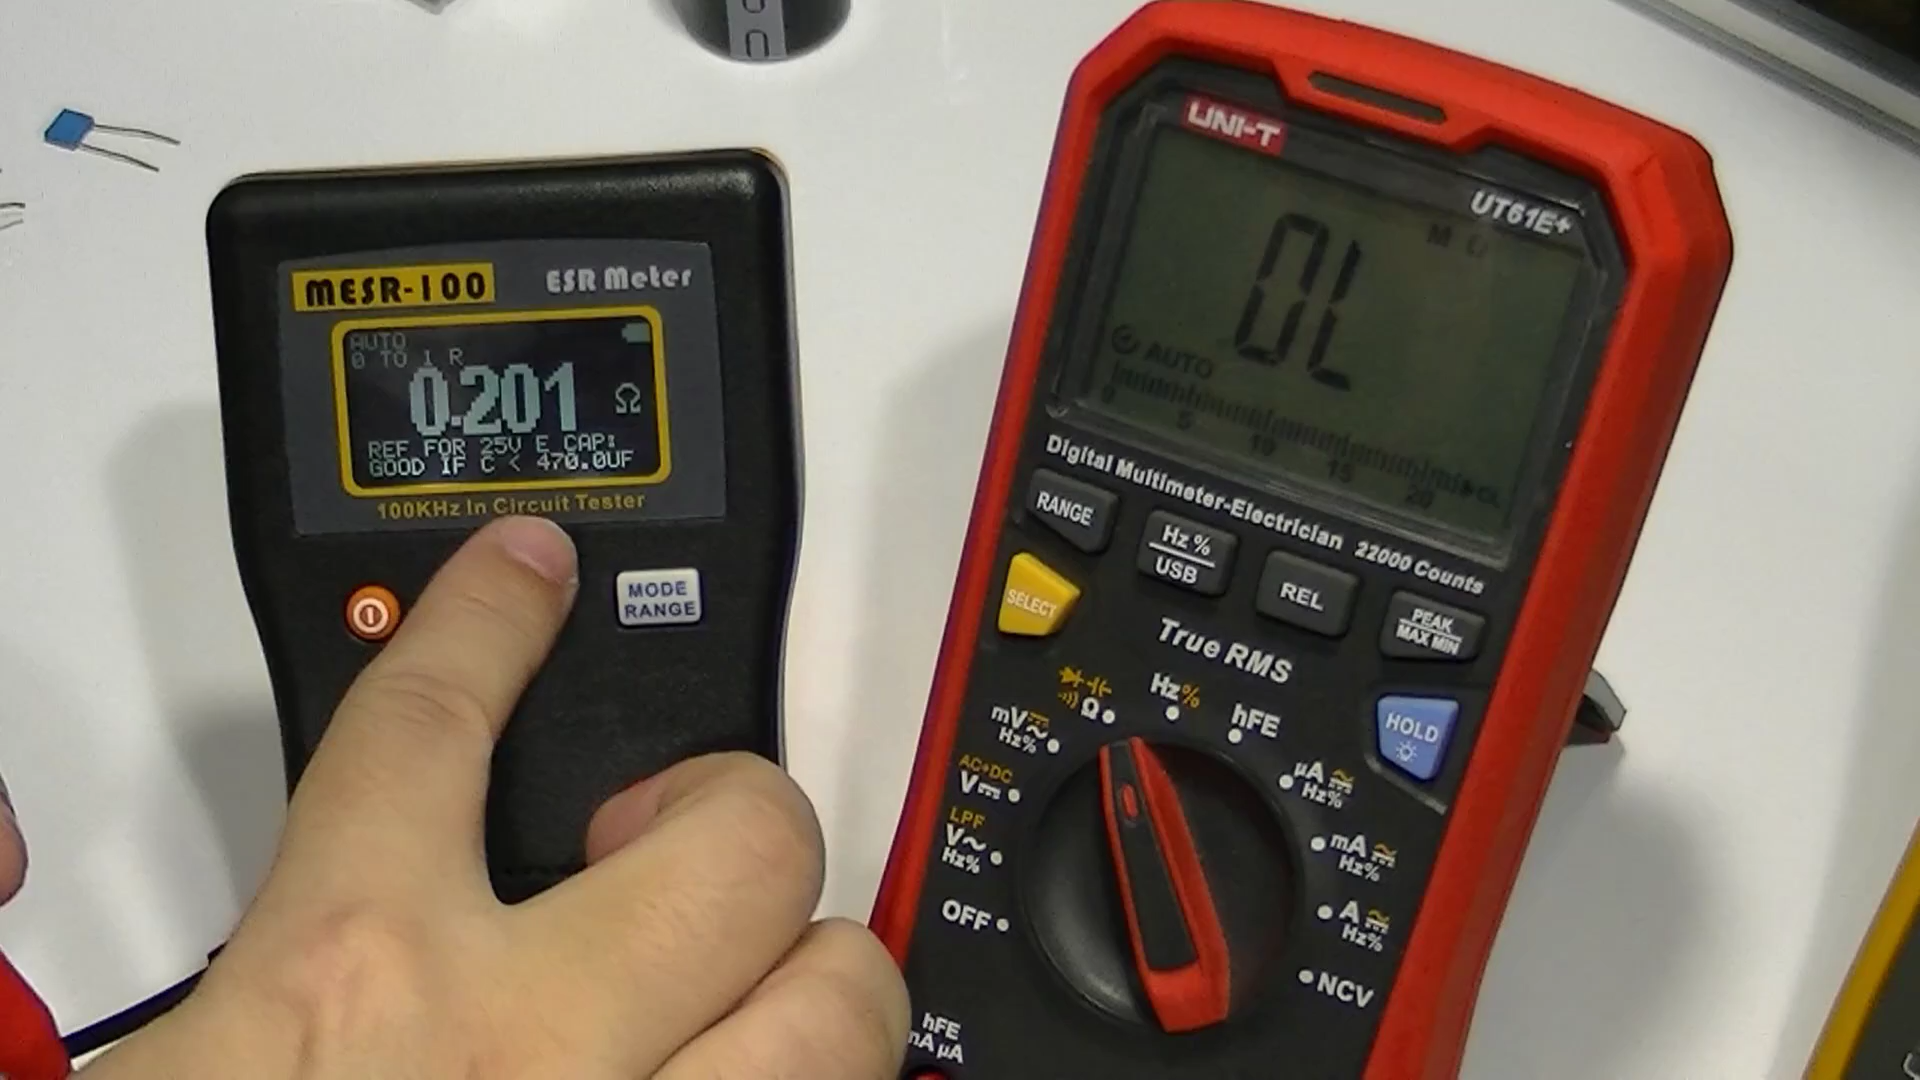 MESR-100 ESR Meter
AUTO
0 TO 1 R
0.201 Ω
REF FOR 25V E CAP:
GOOD IF C < 470.0UF
100KHz In Circuit Tester
MODE
RANGE
UNI-T
UT61E+
M Ω
OL
AUTO
0 5 10 15 20 OL
Digital Multimeter-Electrician 22000 Counts
RANGE
Hz %
USB
REL
PEAK
MAX MIN
SELECT
True RMS
HOLD
Ω
Hz%
hFE
mV
Hz%
µA
Hz%
AC+DC
V
mA
Hz%
LPF
V~
Hz%
A
Hz%
OFF
NCV
hFE
mA µA